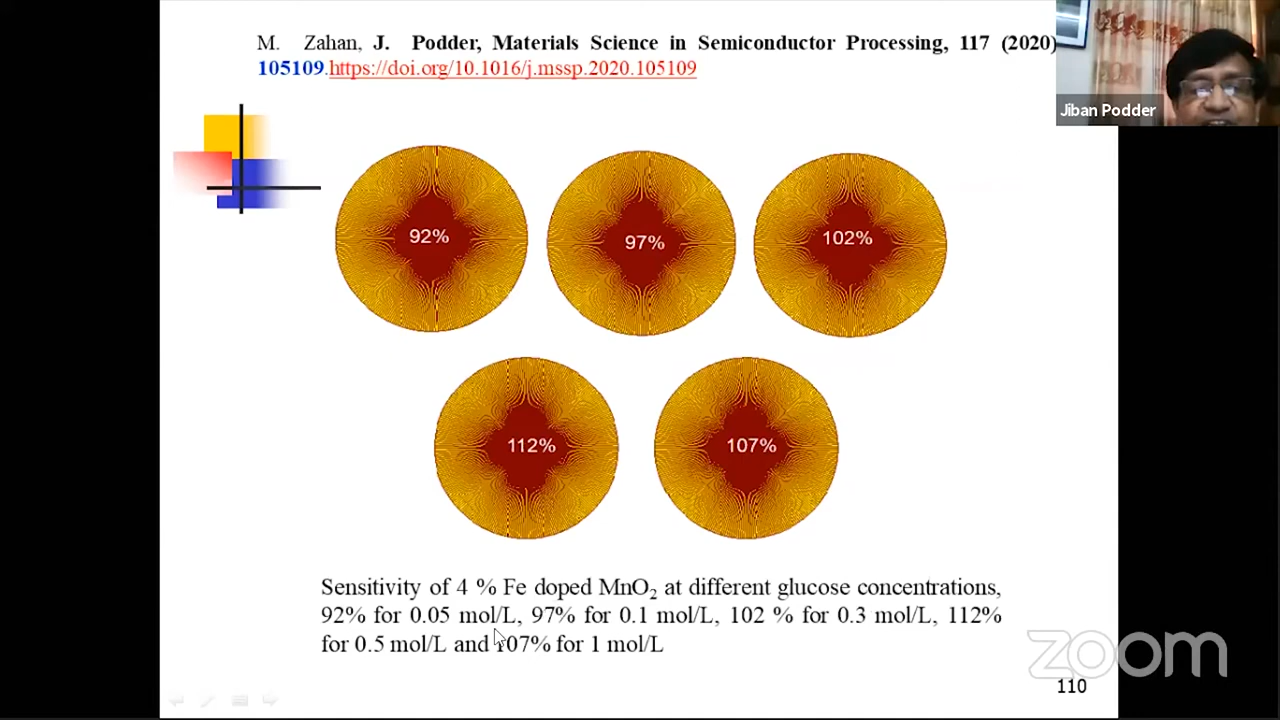 M. Zahan, J. Podder, Materials Science in Semiconductor Processing, 117 (2020)
105109.https://doi.org/10.1016/j.mssp.2020.105109
Jiban Podder
92%
97%
102%
112%
107%
Sensitivity of 4 % Fe doped MnO₂ at different glucose concentrations,
92% for 0.05 mol/L, 97% for 0.1 mol/L, 102 % for 0.3 mol/L, 112%
for 0.5 mol/L and 107% for 1 mol/L
zoom
110